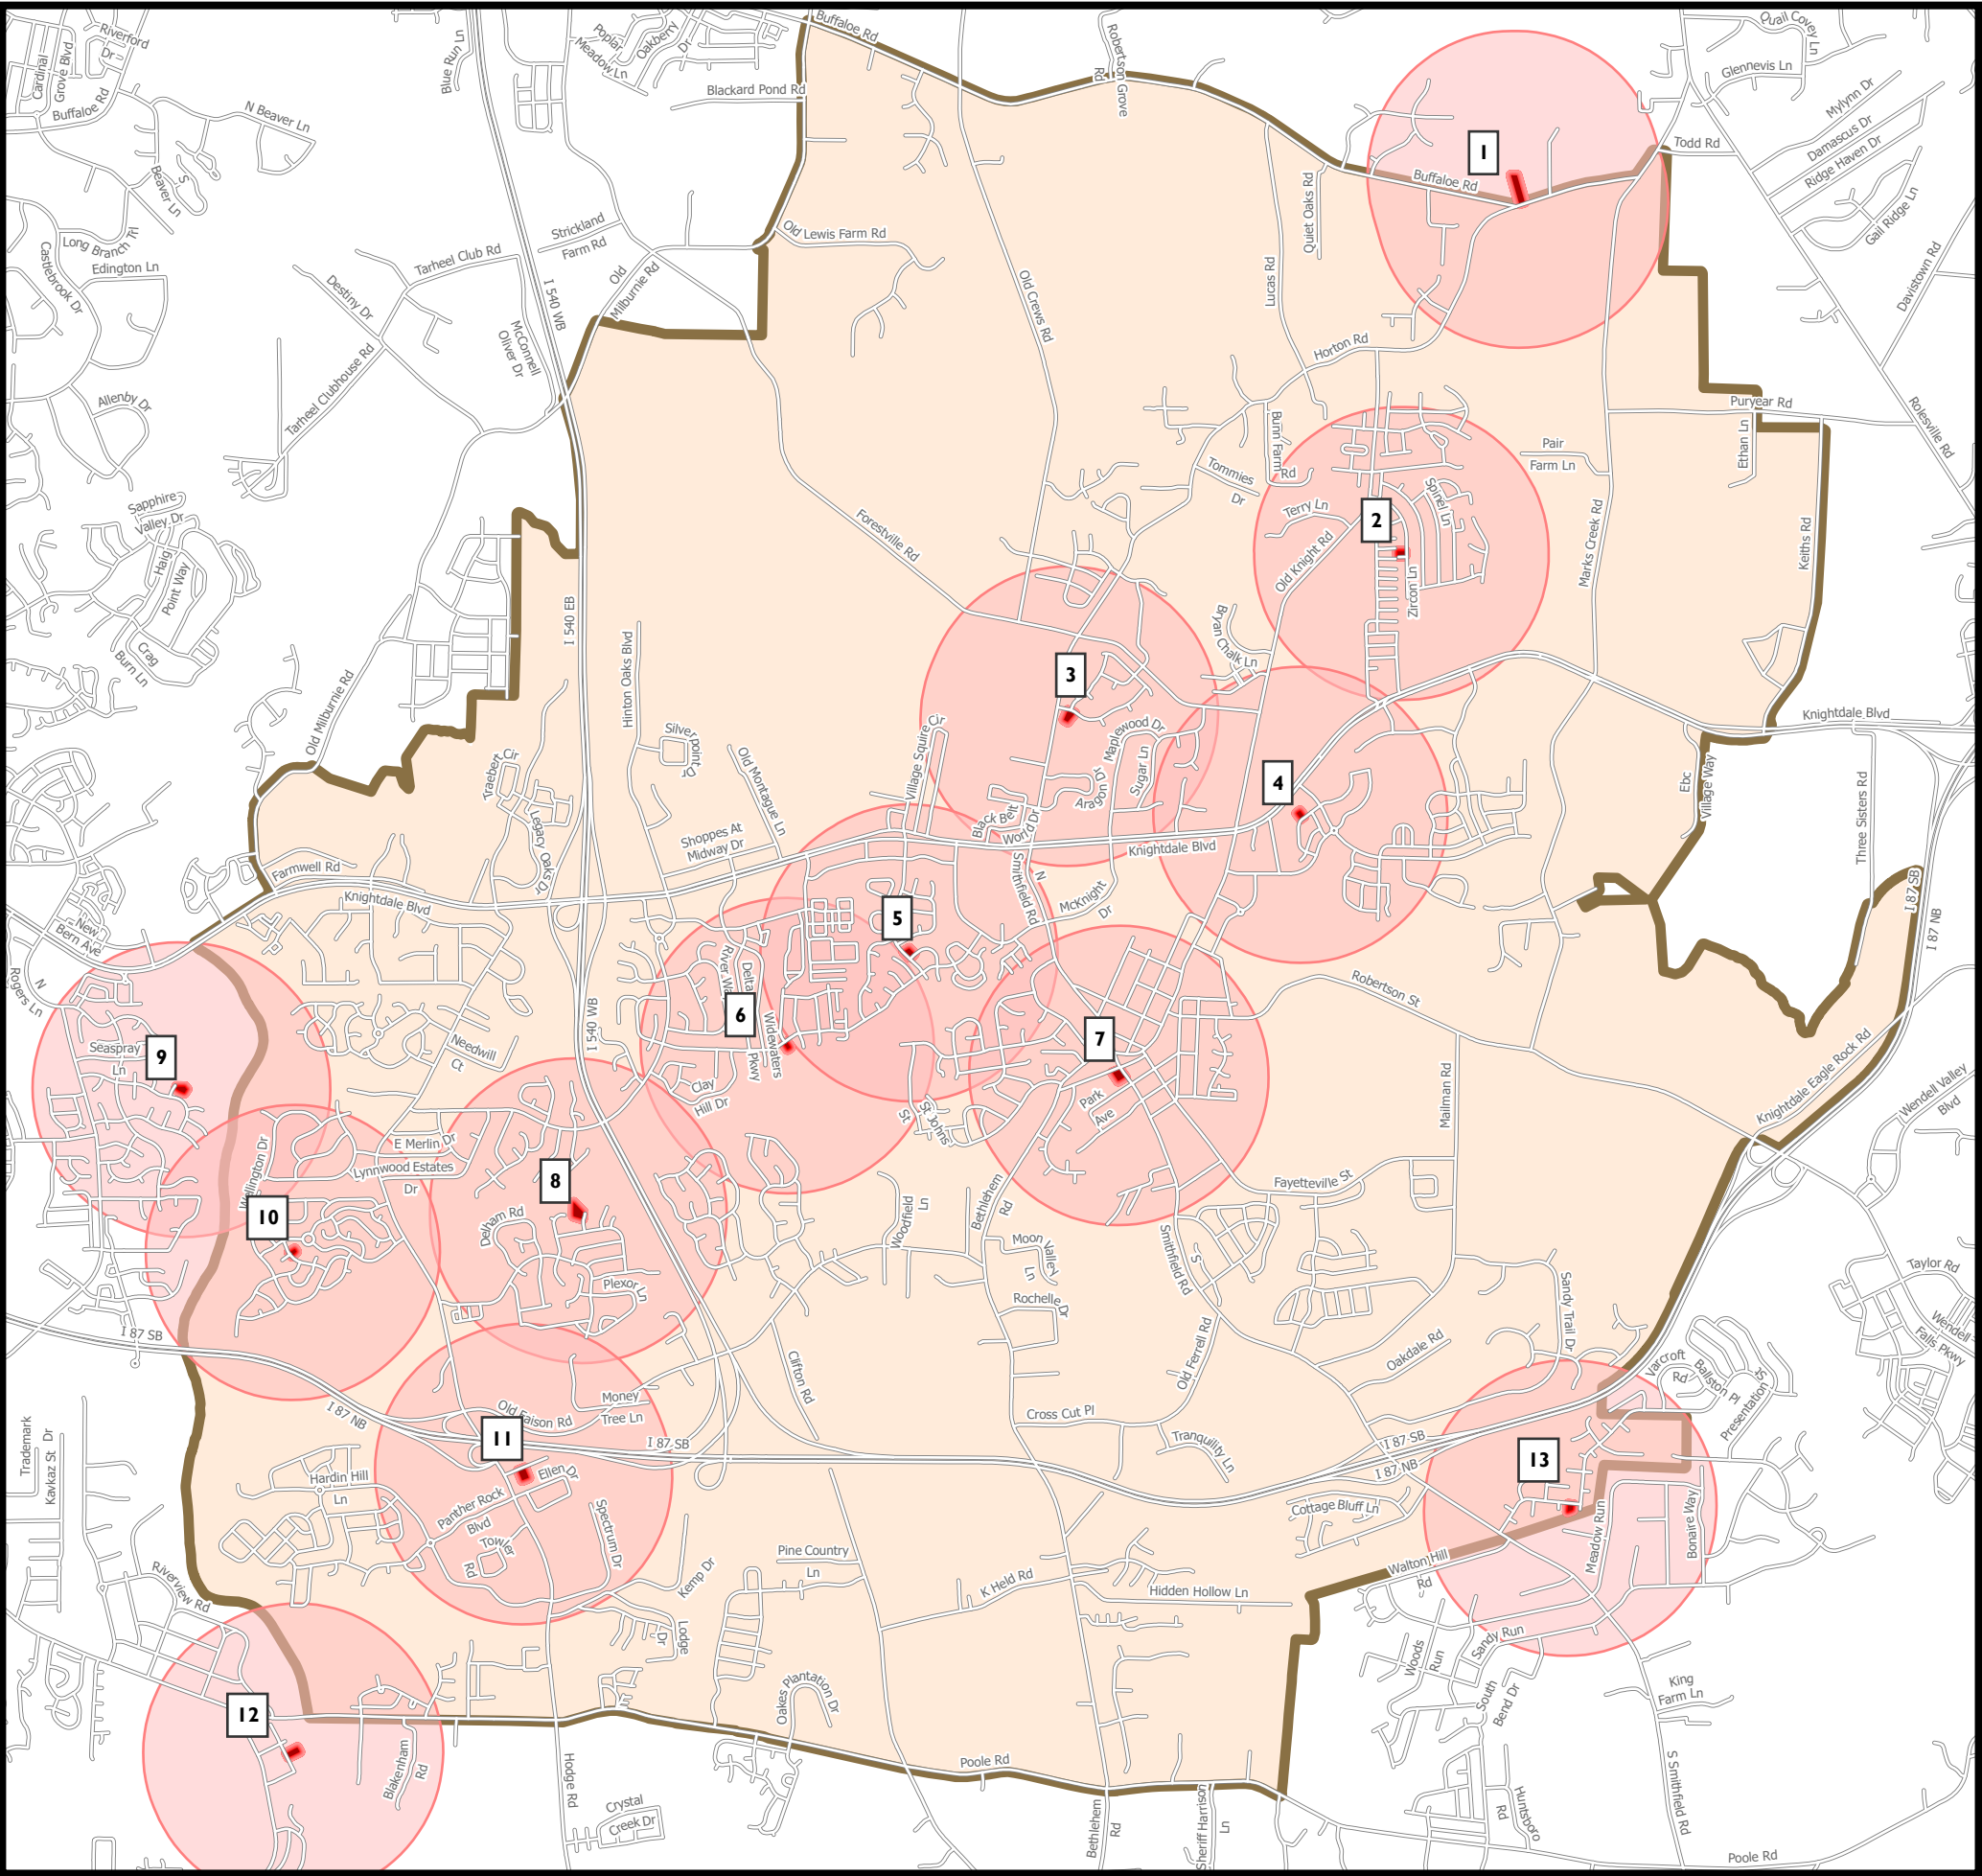 Buffaloe Rd
Riverford
Dr
Cardinal
Grove Blvd
Buffaloe Rd
Blue Run Ln
Poplar
Meadow Ln
Oakberry
Dr
Robertson Grove
Rd
Quail Covey
Ln
Glennevis Ln
Mylynn Dr
Damascus Dr
Ridge Haven Dr
Gail Ridge Ln
Todd Rd
Blackard Pond Rd
N Beaver Ln
S
Beaver Ln
Long Branch Trl
Edington Ln
Castlebrook Dr
Tarheel Club Rd
Strickland
Farm Rd
Old
Milburnie Rd
Old Lewis Farm Rd
1
Buffaloe Rd
Quiet Oaks Rd
Lucas Rd
Davistown Rd
Destiny Dr
I 540 WB
McConnell
Oliver Dr
Old Crews Rd
Horton Rd
Allenby Dr
Tarheel Clubhouse Rd
Puryear Rd
Rolesville Rd
Ethan Ln
Pair
Farm Ln
Bunn Farm
Rd
Tommies
Dr
Sapphire
Valley Dr
Haig
Point Way
Crag
Burn Ln
Forestville Rd
Terry Ln
2
Spinel Ln
Old Knight Rd
Zircon Ln
Marks Creek Rd
Keiths Rd
I 540 EB
Hinton Oaks Blvd
Bryan Chalk Ln
Old Milburnie Rd
3
Silverpoint
Dr
Village Squire Cir
Maplewood Dr
Sugar Ln
Aragon
Dr
Knightdale Blvd
Traebert Cir
Old Montague Ln
4
Ebc
Village Way
Three Sisters Rd
Black Belt
World Dr
Shoppes At
Midway Dr
Legacy Oaks Dr
Knightdale Blvd
Farmwell Rd
Knightdale Blvd
N
Smithfield Rd
McKnight
Dr
I 87 SB
I 87 NB
New
Bern Ave
N
Rogers Ln
5
River
Delta
6
Widewaters
Pkwy
Robertson St
I 540 WB
7
Needwill
Ct
Seaspray
Ln
9
Clay
Hill Dr
Park
Ave
St Johns
St
Mailman Rd
Knightdale Eagle Rock Rd
Wendell Valley
Blvd
E Merlin Dr
Wellington Dr
Lynnwood Estates
Dr
8
10
Delham Rd
Woodfield
Ln
Bethlehem
Rd
Fayetteville St
Moon
Valley
Ln
S
Smithfield Rd
Plexor Ln
Rochelle
Dr
Sandy Trail Dr
Taylor Rd
Wendell
Falls Pkwy
I 87 SB
Clifton Rd
Old Ferrell Rd
Oakdale Rd
Varcroft
Rd
Ballston Pl
Presentation
St
I 87 NB
Old Faison Rd
Money
Tree Ln
Cross Cut Pl
Tranquility
Ln
I 87 SB
I 87 NB
Trademark
Dr
Kavkaz St
11
I 87 SB
Ellen Dr
13
Hardin Hill
Ln
Panther Rock
Blvd
Towler
Rd
Spectrum Dr
Cottage Bluff Ln
Meadow Run
Bonaire Way
Walton Hill
Rd
Riverview Rd
Kemp Dr
Pine Country
Ln
K Held Rd
Hidden Hollow Ln
Lodge
Dr
Woods
Run
Sandy Run
South
Bend Dr
King
Farm Ln
12
Oakes Plantation Dr
Blakenham
Rd
Hodge Rd
Crystal
Creek Dr
Poole Rd
Bethlehem
Rd
Sheriff Harrison
Ln
Huntsboro
Rd
S Smithfield Rd
Poole Rd